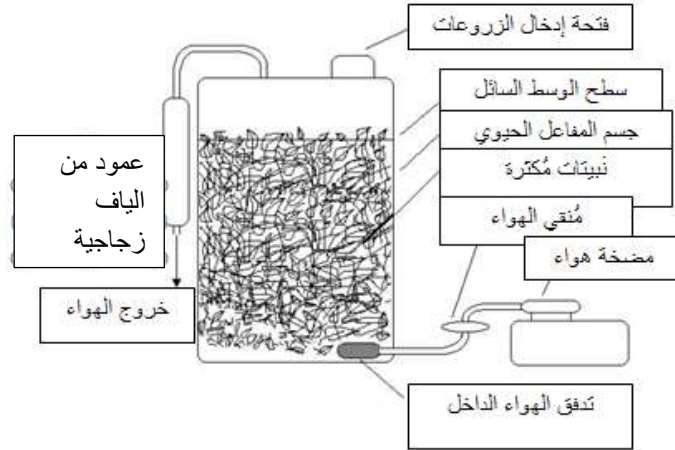 فتحة إدخال الزروعات
سطح الوسط السائل
جسم المفاعل الحيوي
نَبيتات مُكثرة
مُنقي الهواء
مضخة هواء
عمود من
الياف
زجاجية
خروج الهواء
تدفق الهواء الداخل